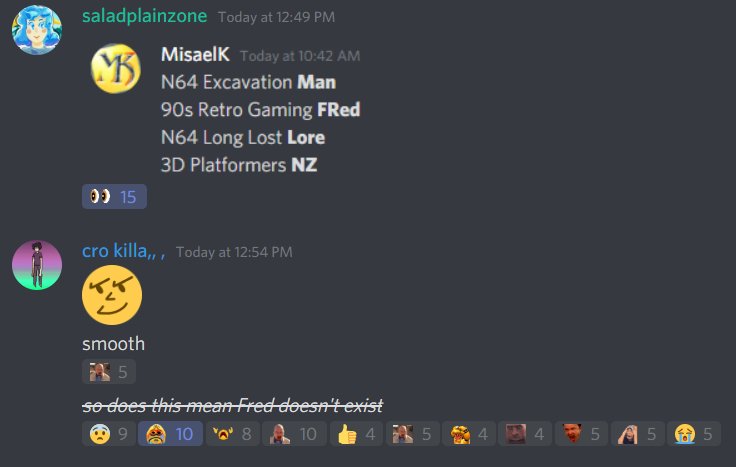 saladplainzone Today at 12:49 PM
MK
MisaelK Today at 10:42 AM
N64 Excavation Man
90s Retro Gaming FRed
N64 Long Lost Lore
3D Platformers NZ
15
cro killa,, , Today at 12:54 PM
smooth
5
so does this mean Fred doesn't exist
9 10 8 10 4 5 4 4 5 5 5